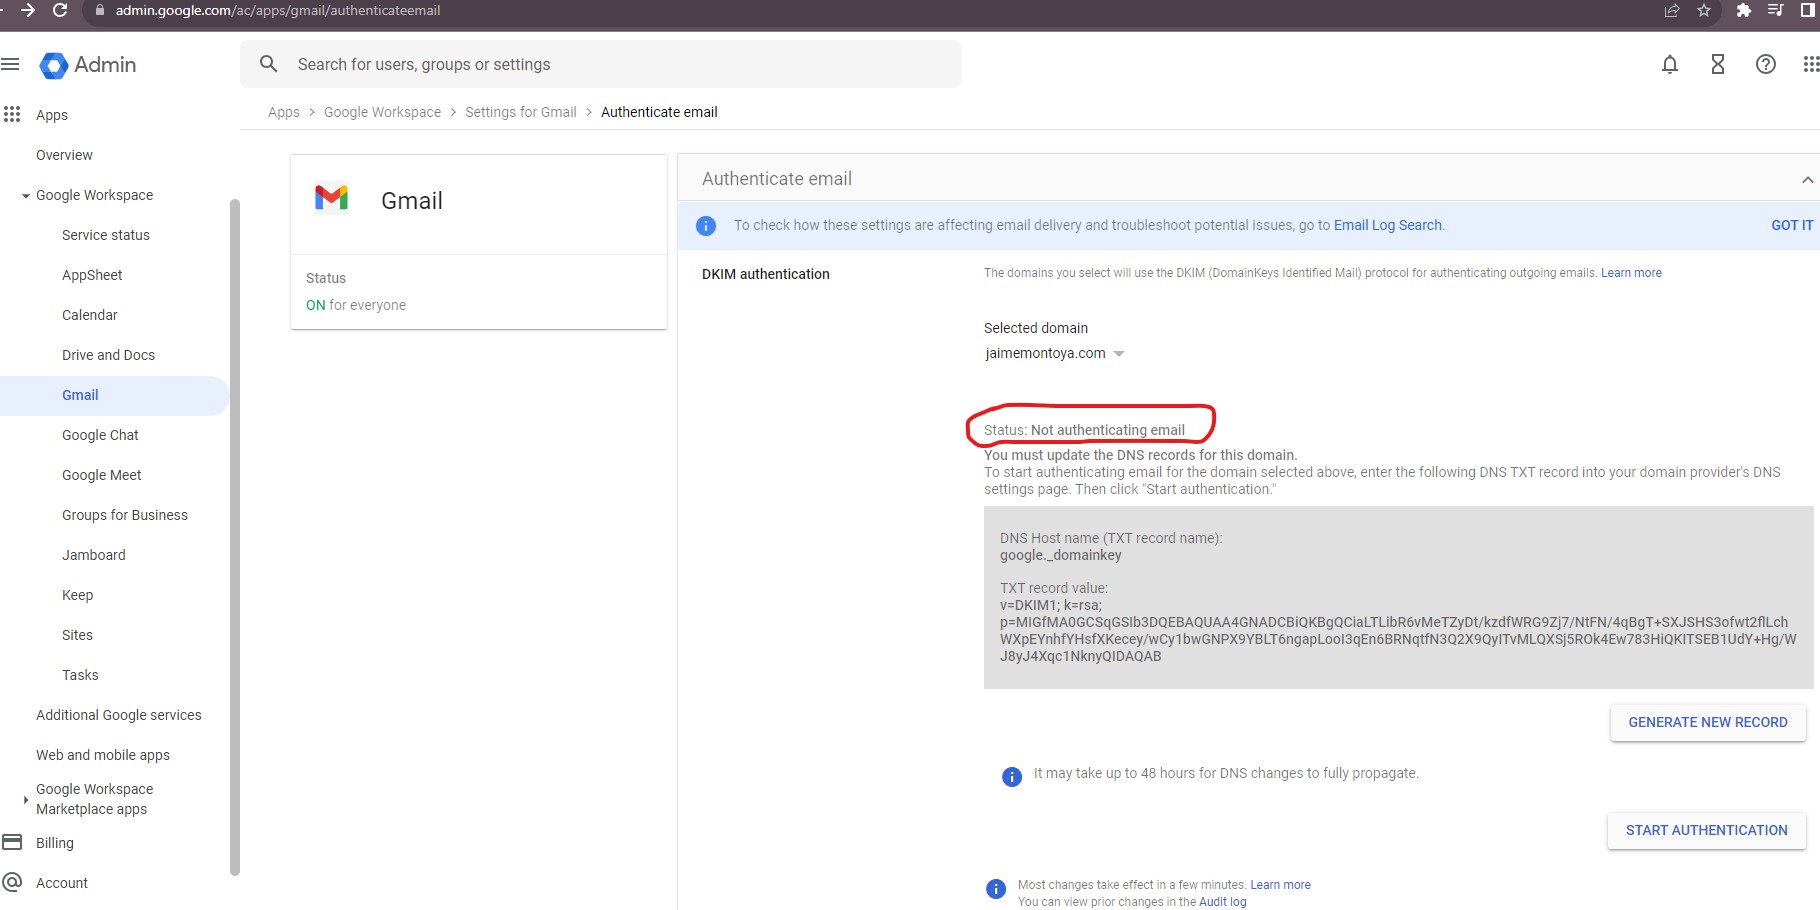 admin.google.com/ac/apps/gmail/authenticateemail
Admin
Search for users, groups or settings
Apps
Overview
Google Workspace
Service status
AppSheet
Calendar
Drive and Docs
Gmail
Google Chat
Google Meet
Groups for Business
Jamboard
Keep
Sites
Tasks
Additional Google services
Web and mobile apps
Google Workspace
Marketplace apps
Billing
Account
Apps > Google Workspace > Settings for Gmail > Authenticate email
Gmail
Status
ON for everyone
Authenticate email
To check how these settings are affecting email delivery and troubleshoot potential issues, go to Email Log Search.
GOT IT
DKIM authentication
The domains you select will use the DKIM (DomainKeys Identified Mail) protocol for authenticating outgoing emails. Learn more
Selected domain
jaimemontoya.com
Status: Not authenticating email
You must update the DNS records for this domain.
To start authenticating email for the domain selected above, enter the following DNS TXT record into your domain provider's DNS
settings page. Then click "Start authentication."
DNS Host name (TXT record name):
google._domainkey
TXT record value:
v=DKIM1; k=rsa;
p=MIGfMA0GCSqGSIb3DQEBAQUAA4GNADCBiQKBgQCiaLTLibR6vMeTZyDt/kzdfWRG9Zj7/NtFN/4qBgT+SXJSHS3ofwt2flLch
WXpEYnhfYHsfXKecey/wCy1bwGNPX9YBLT6ngapLooI3qEn6BRNqtfN3Q2X9QyITvMLQXSj5ROk4Ew783HiQKITSEB1UdY+Hg/W
J8yJ4Xqc1NknyQIDAQAB
GENERATE NEW RECORD
It may take up to 48 hours for DNS changes to fully propagate.
START AUTHENTICATION
Most changes take effect in a few minutes. Learn more
You can view prior changes in the Audit log